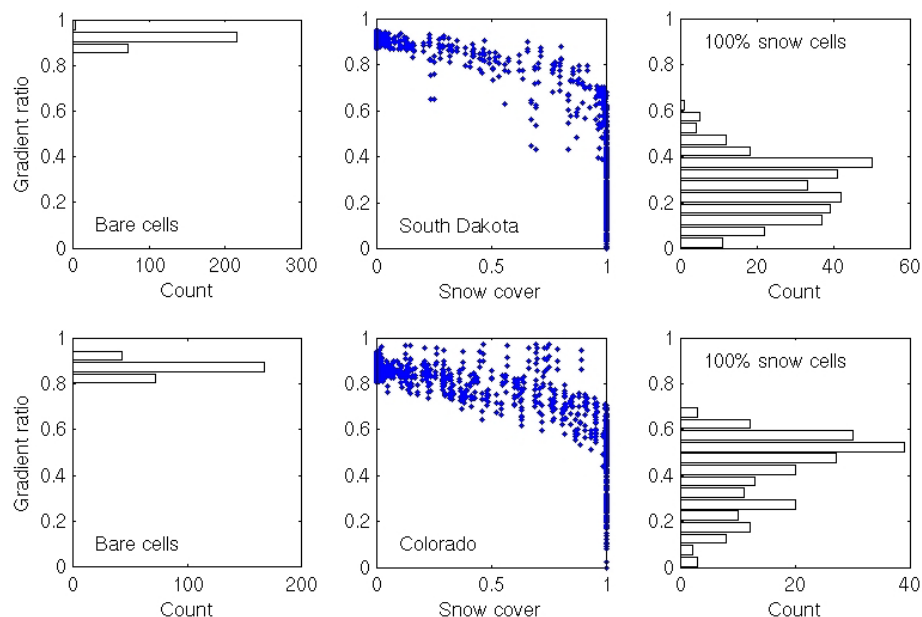 1
0.8
0.6
0.4
0.2
0
Gradient ratio
Bare cells
0 100 200 300
Count
1
0.8
0.6
0.4
0.2
0
South Dakota
0 0.5 1
Snow cover
1
0.8
0.6
0.4
0.2
0
100% snow cells
0 20 40 60
Count
1
0.8
0.6
0.4
0.2
0
Gradient ratio
Bare cells
0 100 200
Count
1
0.8
0.6
0.4
0.2
0
Colorado
0 0.5 1
Snow cover
1
0.8
0.6
0.4
0.2
0
100% snow cells
0 20 40
Count